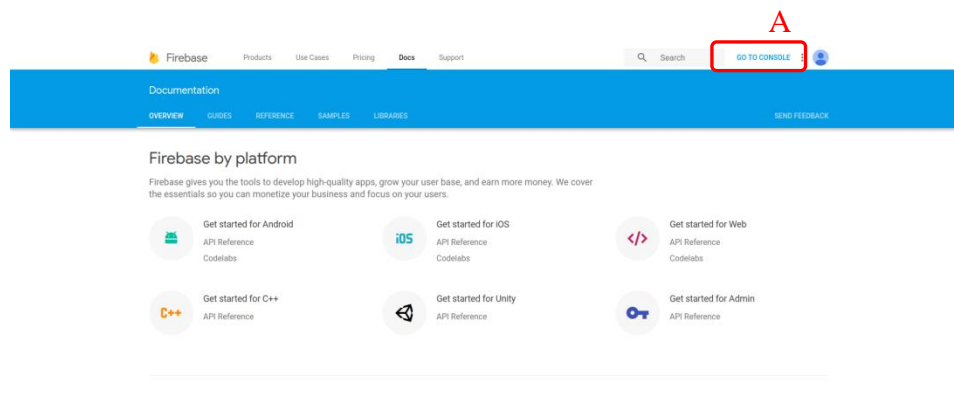 A
Firebase Products Use Cases Pricing Docs Support Search GO TO CONSOLE
Documentation
OVERVIEW GUIDES REFERENCE SAMPLES LIBRARIES SEND FEEDBACK
Firebase by platform
Firebase gives you the tools to develop high-quality apps, grow your user base, and earn more money. We cover
the essentials so you can monetize your business and focus on your users.
Get started for Android
API Reference
Codelabs
iOS
Get started for iOS
API Reference
Codelabs
</>
Get started for Web
API Reference
Codelabs
C++
Get started for C++
API Reference
Get started for Unity
API Reference
Get started for Admin
API Reference